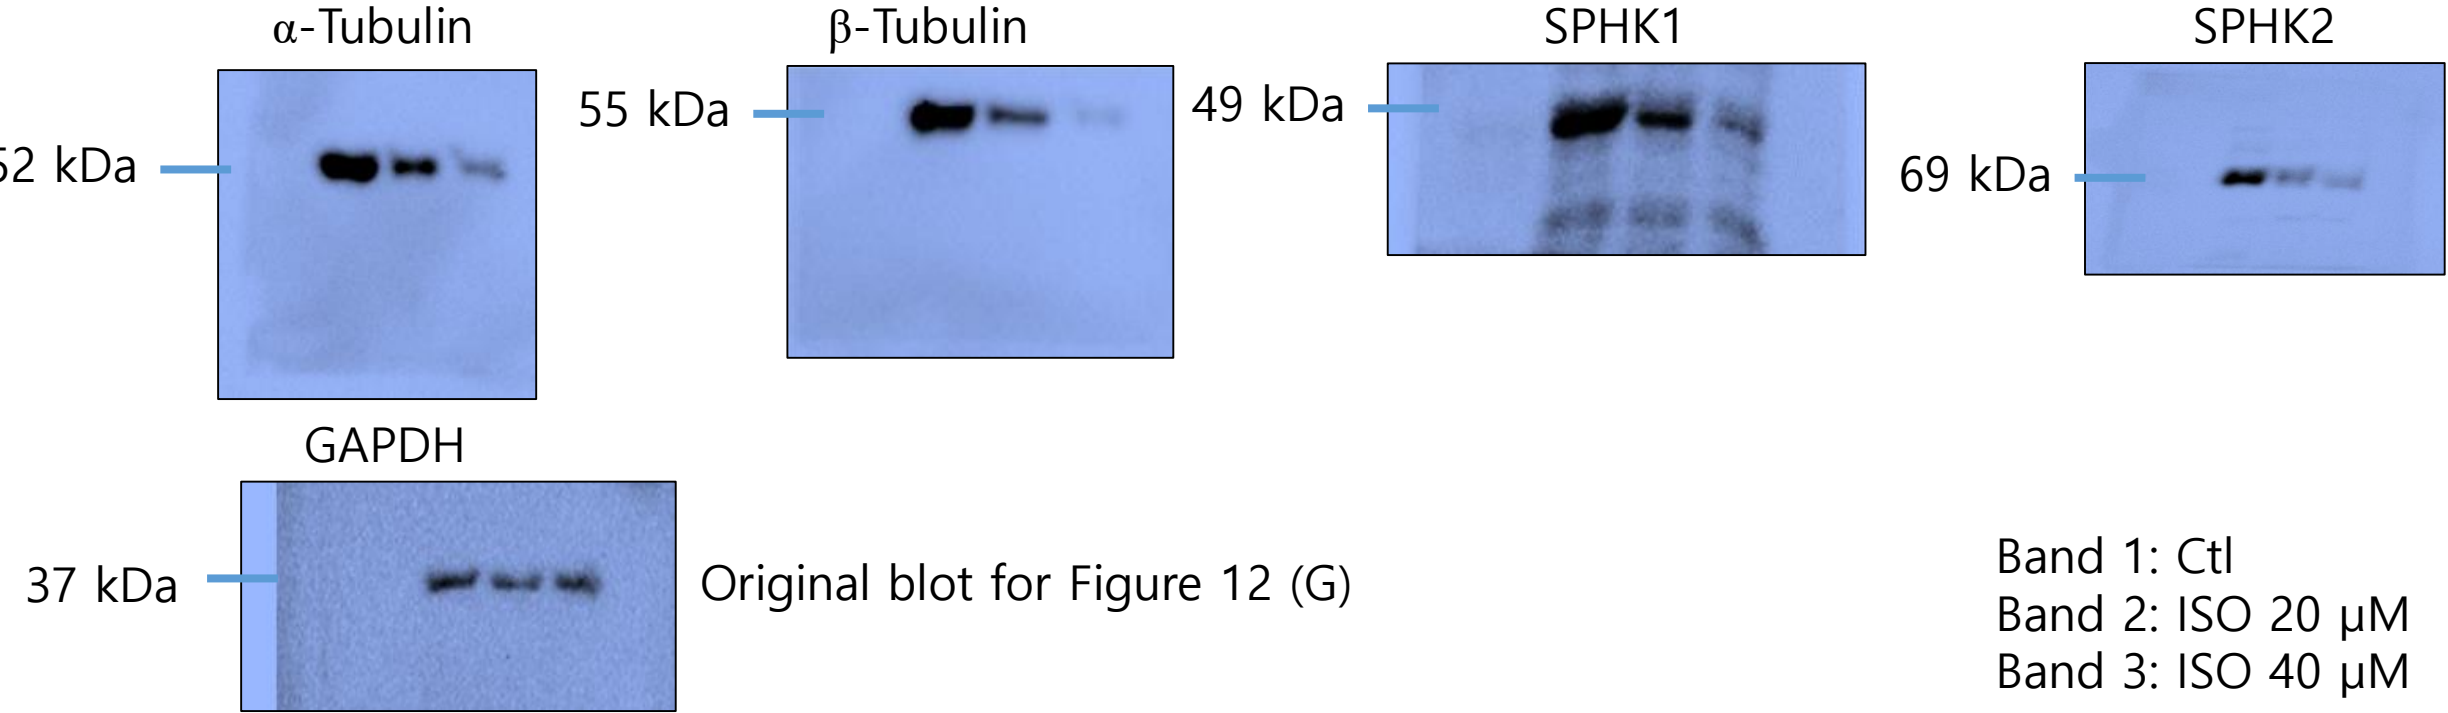 α-Tubulin
β-Tubulin
SPHK1
SPHK2
kDa
55 kDa
49 kDa
69 kDa
GAPDH
37 kDa
Original blot for Figure 12 (G)
Band 1: Ctl
Band 2: ISO 20 μM
Band 3: ISO 40 μM